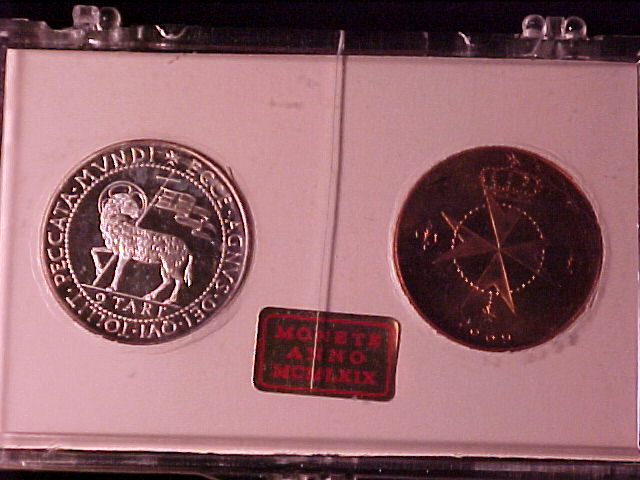 ECCE·AGNVS·DEI·QVI·TOLLIT·PECCATA·MVNDI
9 TARI
MONETE
ANNO
MCMLXIX